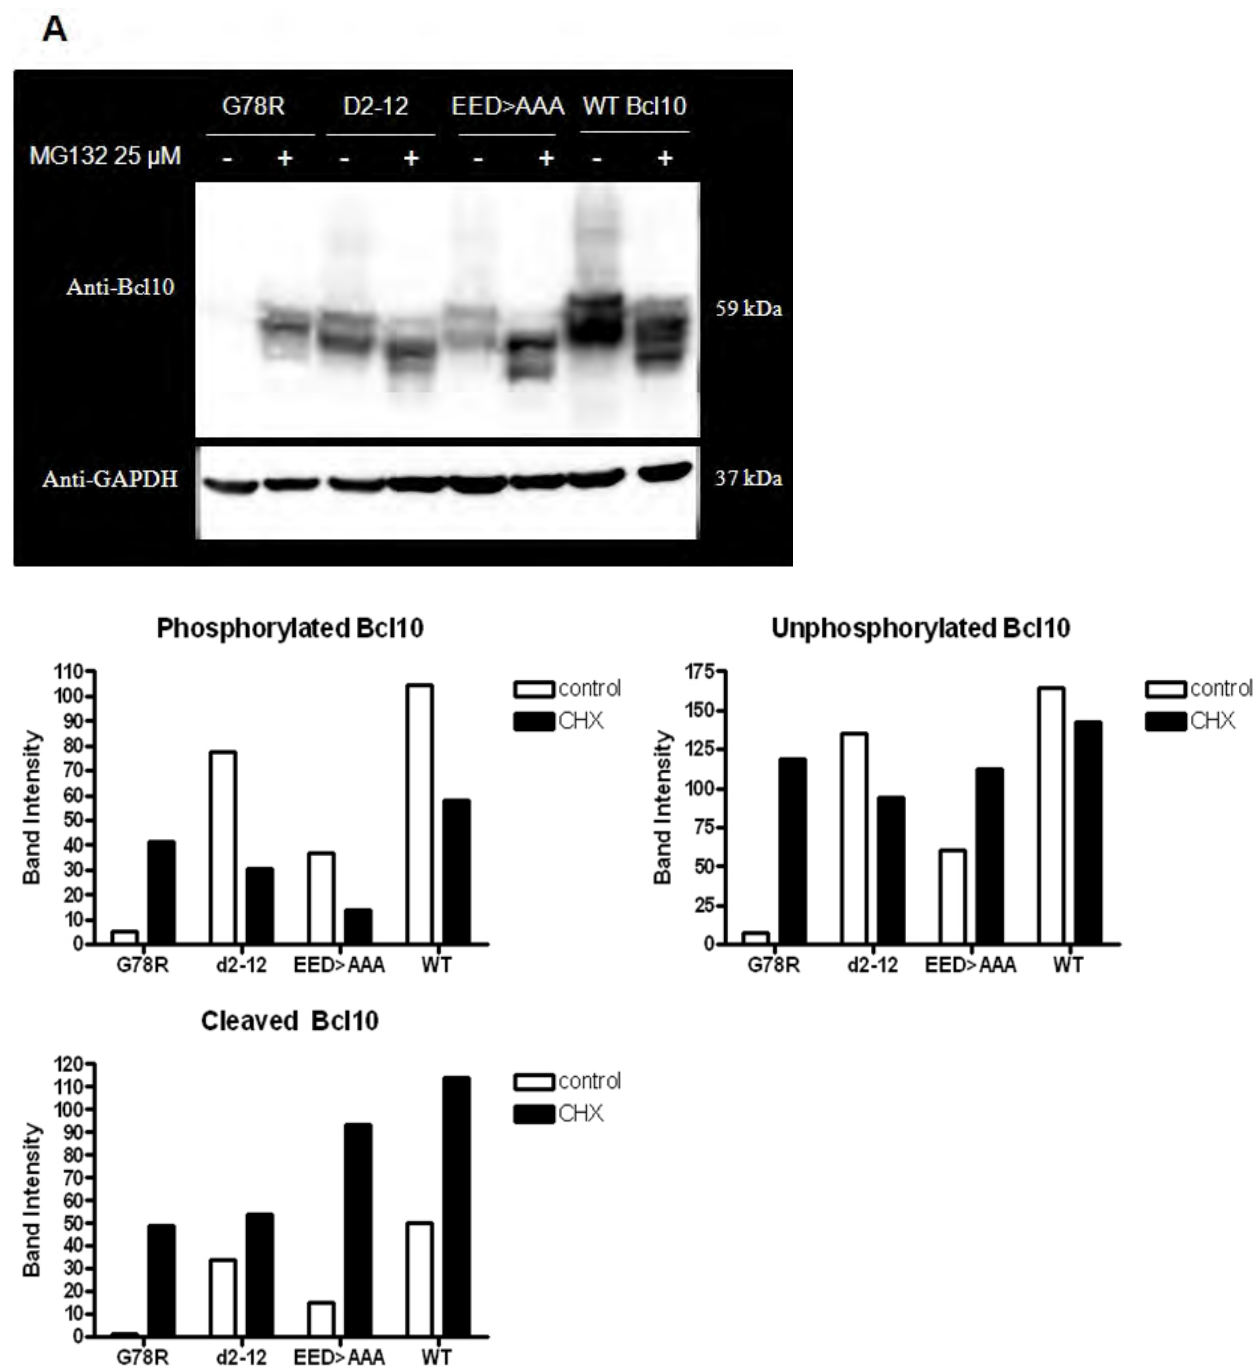 A
G78R D2-12 EED>AAA WT Bcl10
MG132 25 µM - + - + - + - +
Anti-Bcl10
59 kDa
Anti-GAPDH
37 kDa
Phosphorylated Bcl10
Band Intensity
110
100
90
80
70
60
50
40
30
20
10
0
G78R d2-12 EED>AAA WT
control
CHX
Unphosphorylated Bcl10
Band Intensity
175
150
125
100
75
50
25
0
G78R d2-12 EED>AAA WT
control
CHX
Cleaved Bcl10
Band Intensity
120
110
100
90
80
70
60
50
40
30
20
10
0
G78R d2-12 EED>AAA WT
control
CHX